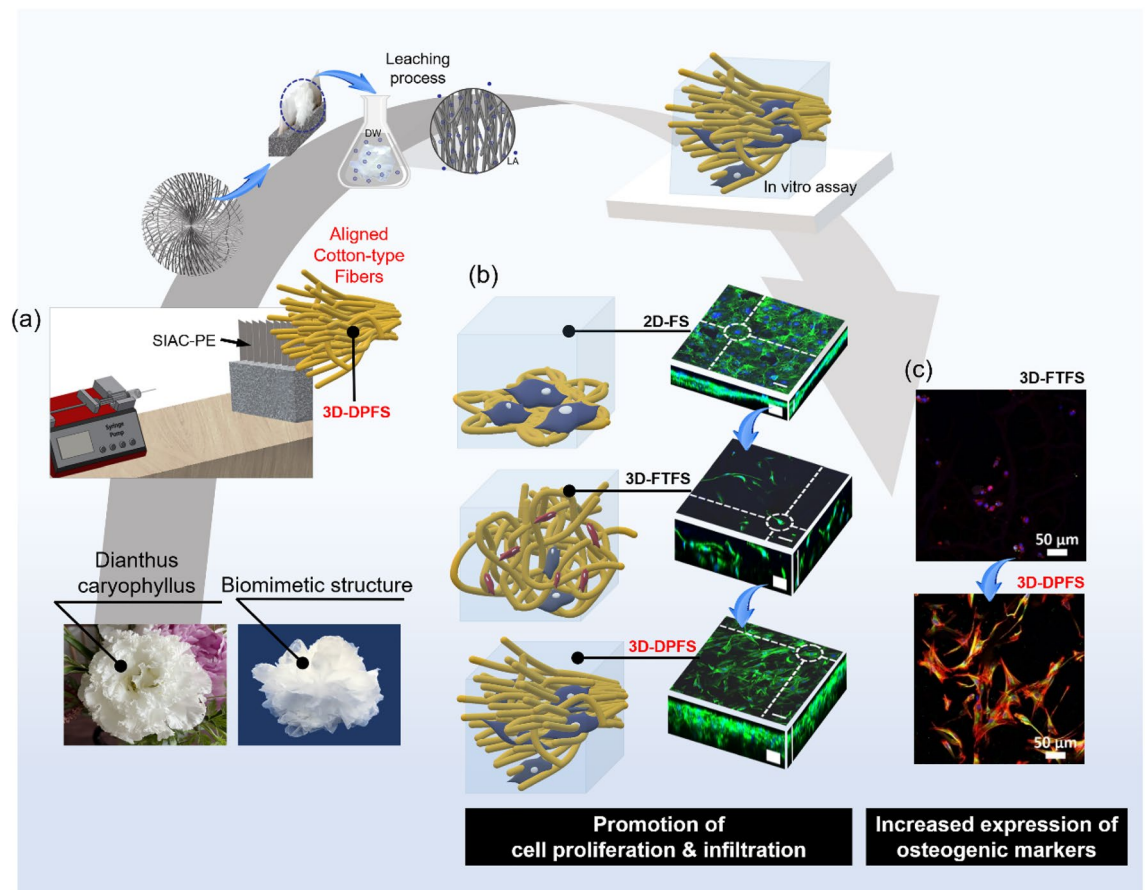 Leaching
process
DW
LA
In vitro assay
Aligned
Cotton-type
Fibers
(a)
SIAC-PE
3D-DPFS
Syringe
Pump
Dianthus
caryophyllus
Biomimetic structure
(b)
2D-FS
3D-FTFS
3D-DPFS
(c)
3D-FTFS
50 μm
3D-DPFS
50 μm
Promotion of
cell proliferation & infiltration
Increased expression of
osteogenic markers